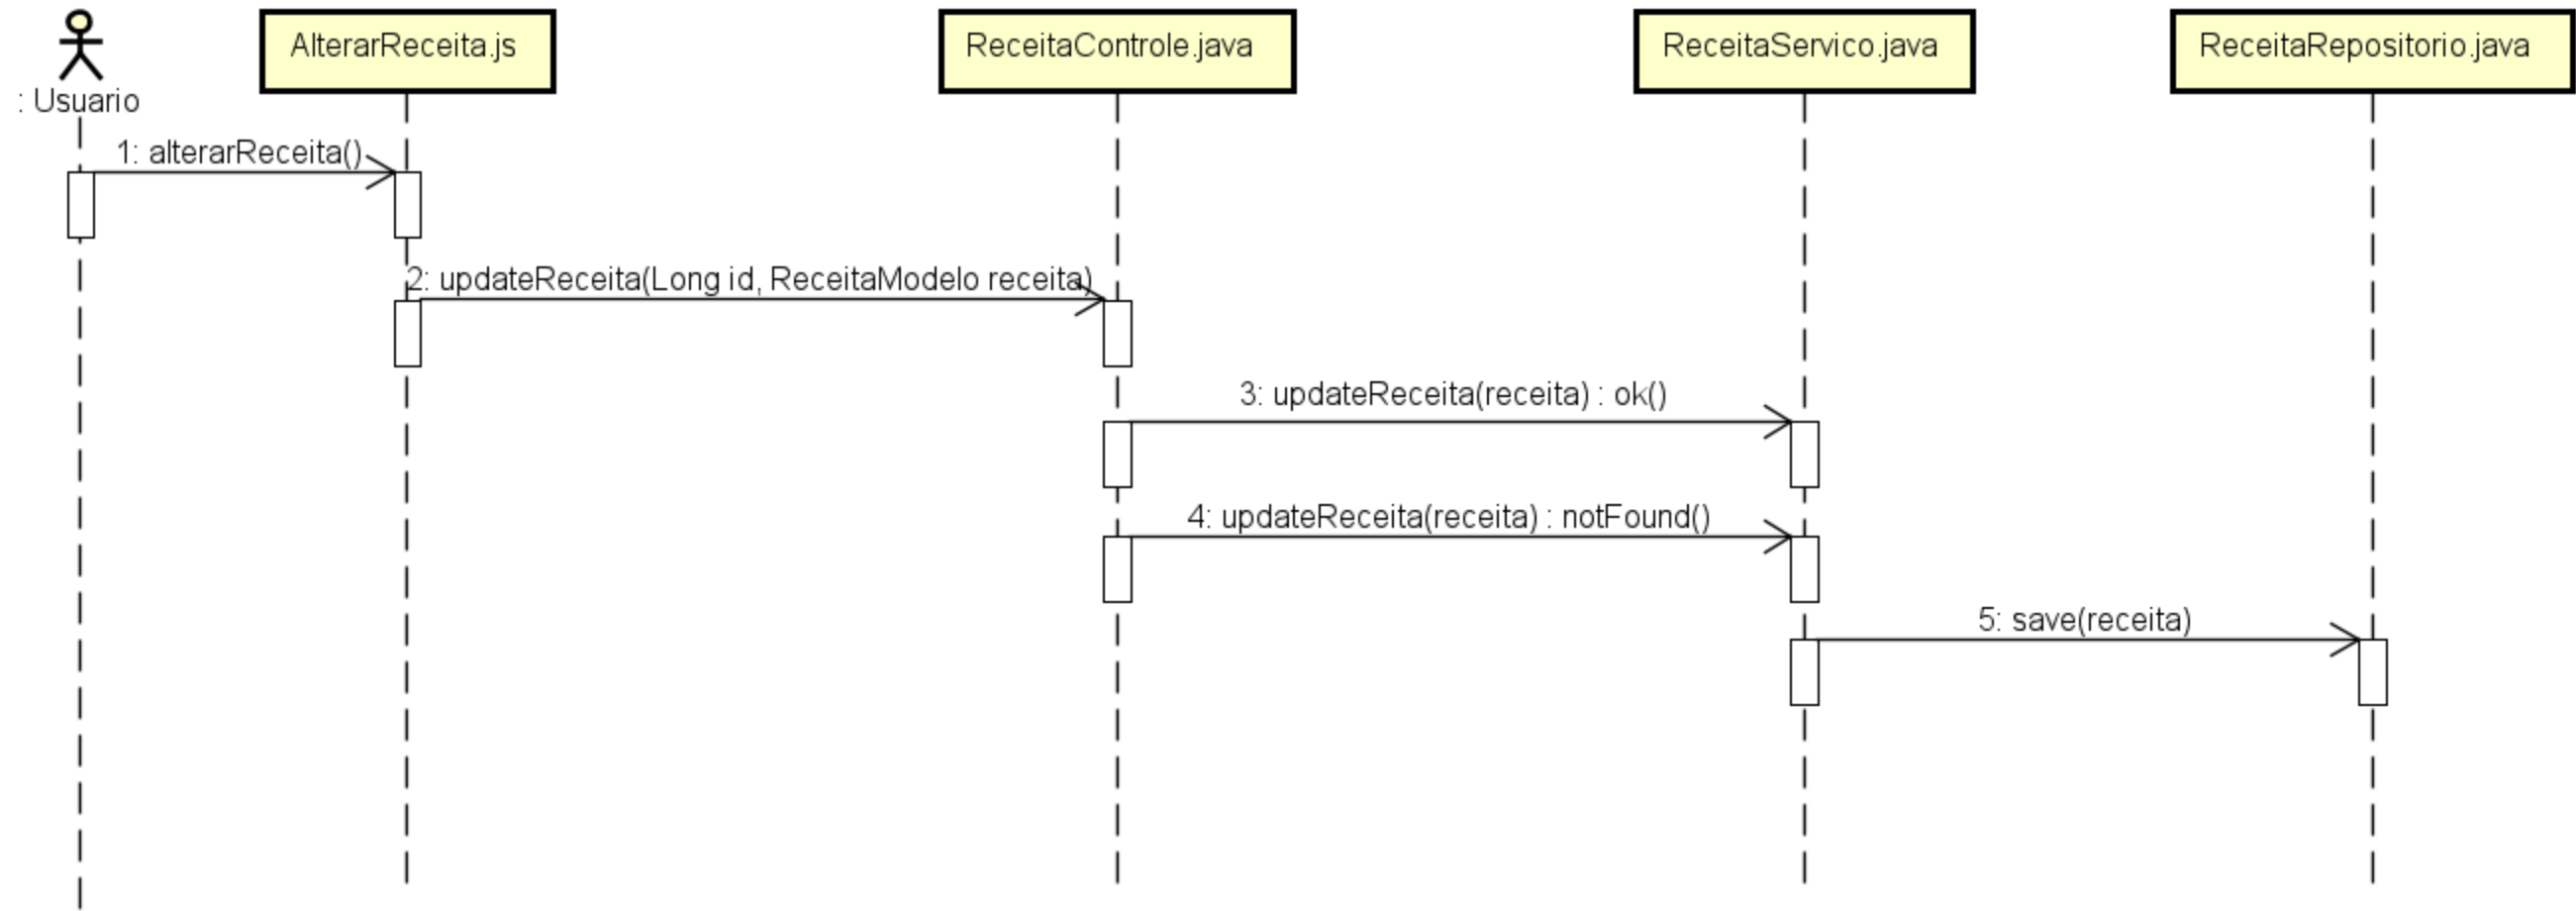 AlterarReceita.js
ReceitaControle.java
ReceitaServico.java
ReceitaRepositorio.java
: Usuario
1: alterarReceita()
2: updateReceita(Long id, ReceitaModelo receita)
3: updateReceita(receita) : ok()
4: updateReceita(receita) : notFound()
5: save(receita)